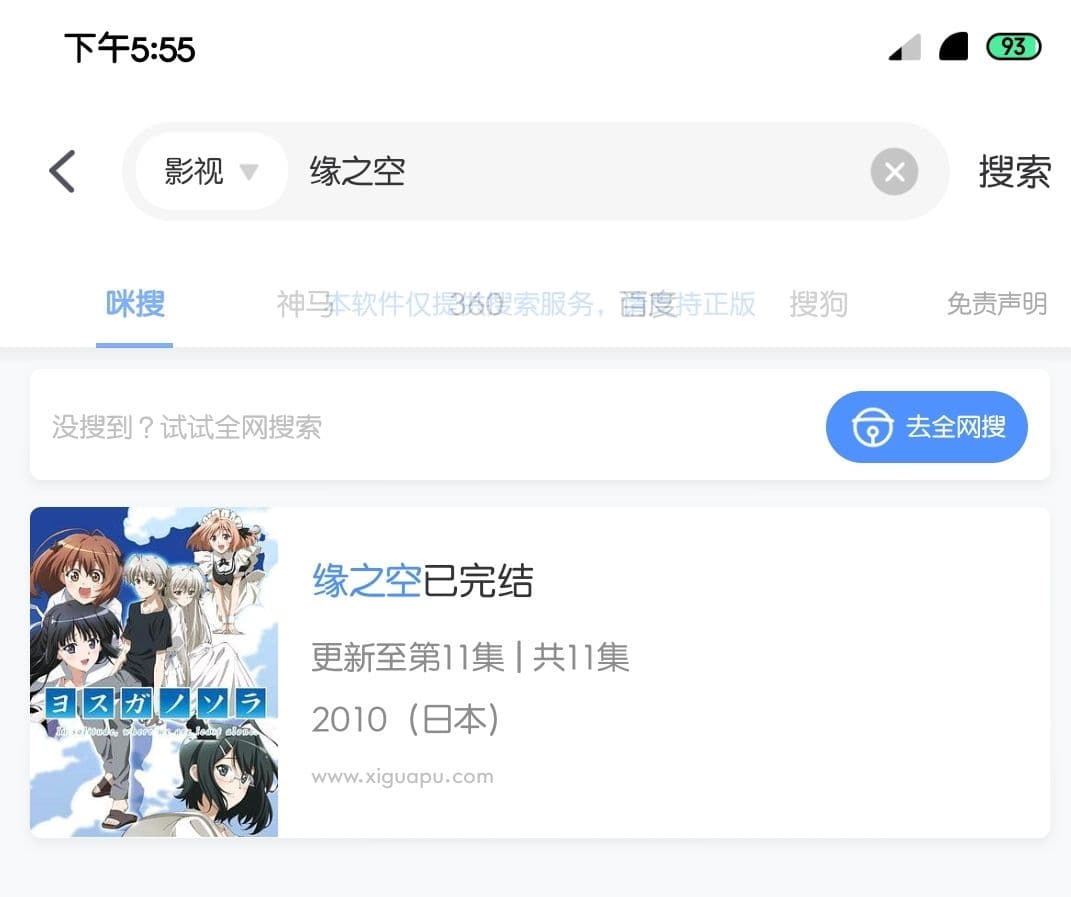 下午5:55
93
影视
缘之空
搜索
咪搜
神马
360
百度
搜狗
免责声明
本软件仅提供搜索服务，请支持正版
没搜到？试试全网搜索
去全网搜
缘之空已完结
更新至第11集 | 共11集
2010（日本）
www.xiguapu.com
ヨスガノソラ
In solitude, where we are least alone.